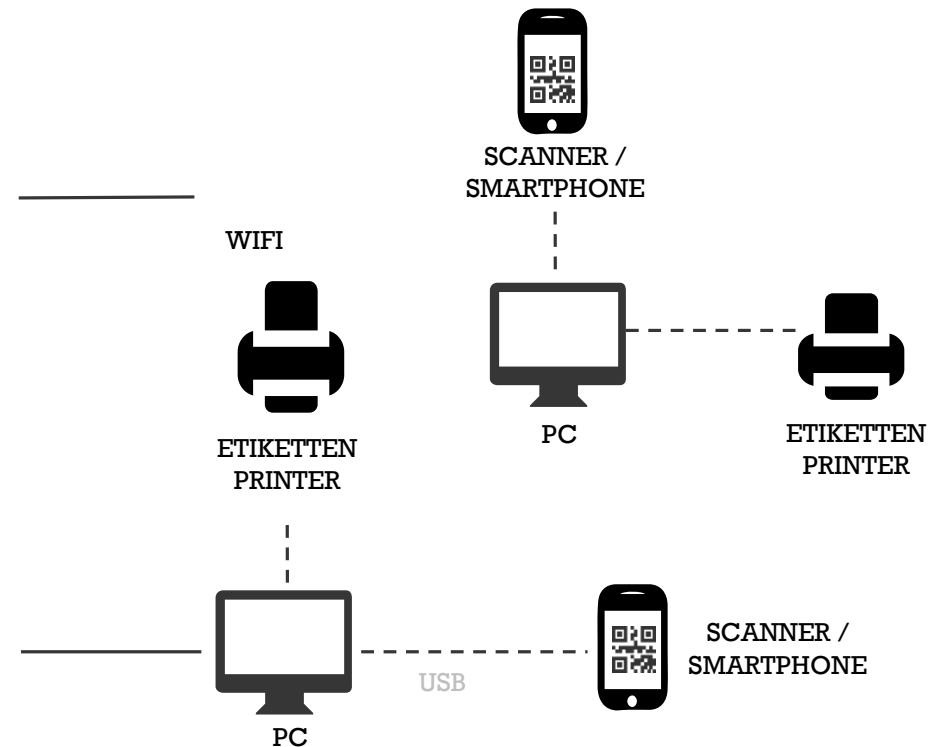 SCANNER /
SMARTPHONE
WIFI
PC
ETIKETTEN
PRINTER
ETIKETTEN
PRINTER
SCANNER /
SMARTPHONE
USB
PC